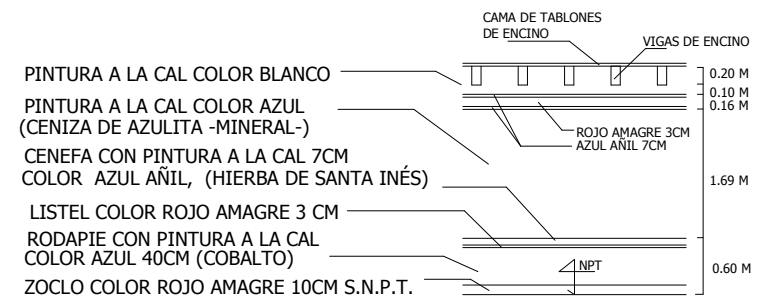 CAMA DE TABLONES
DE ENCINO
VIGAS DE ENCINO
PINTURA A LA CAL COLOR BLANCO
0.20 M
0.10 M
PINTURA A LA CAL COLOR AZUL
0.16 M
(CENIZA DE AZULITA -MINERAL-)
ROJO AMAGRE 3CM
AZUL AÑIL 7CM
CENEFA CON PINTURA A LA CAL 7CM
COLOR AZUL AÑIL, (HIERBA DE SANTA INÉS)
1.69 M
LISTEL COLOR ROJO AMAGRE 3 CM
RODAPIE CON PINTURA A LA CAL
COLOR AZUL 40CM (COBALTO)
NPT
0.60 M
ZOCLO COLOR ROJO AMAGRE 10CM S.N.P.T.